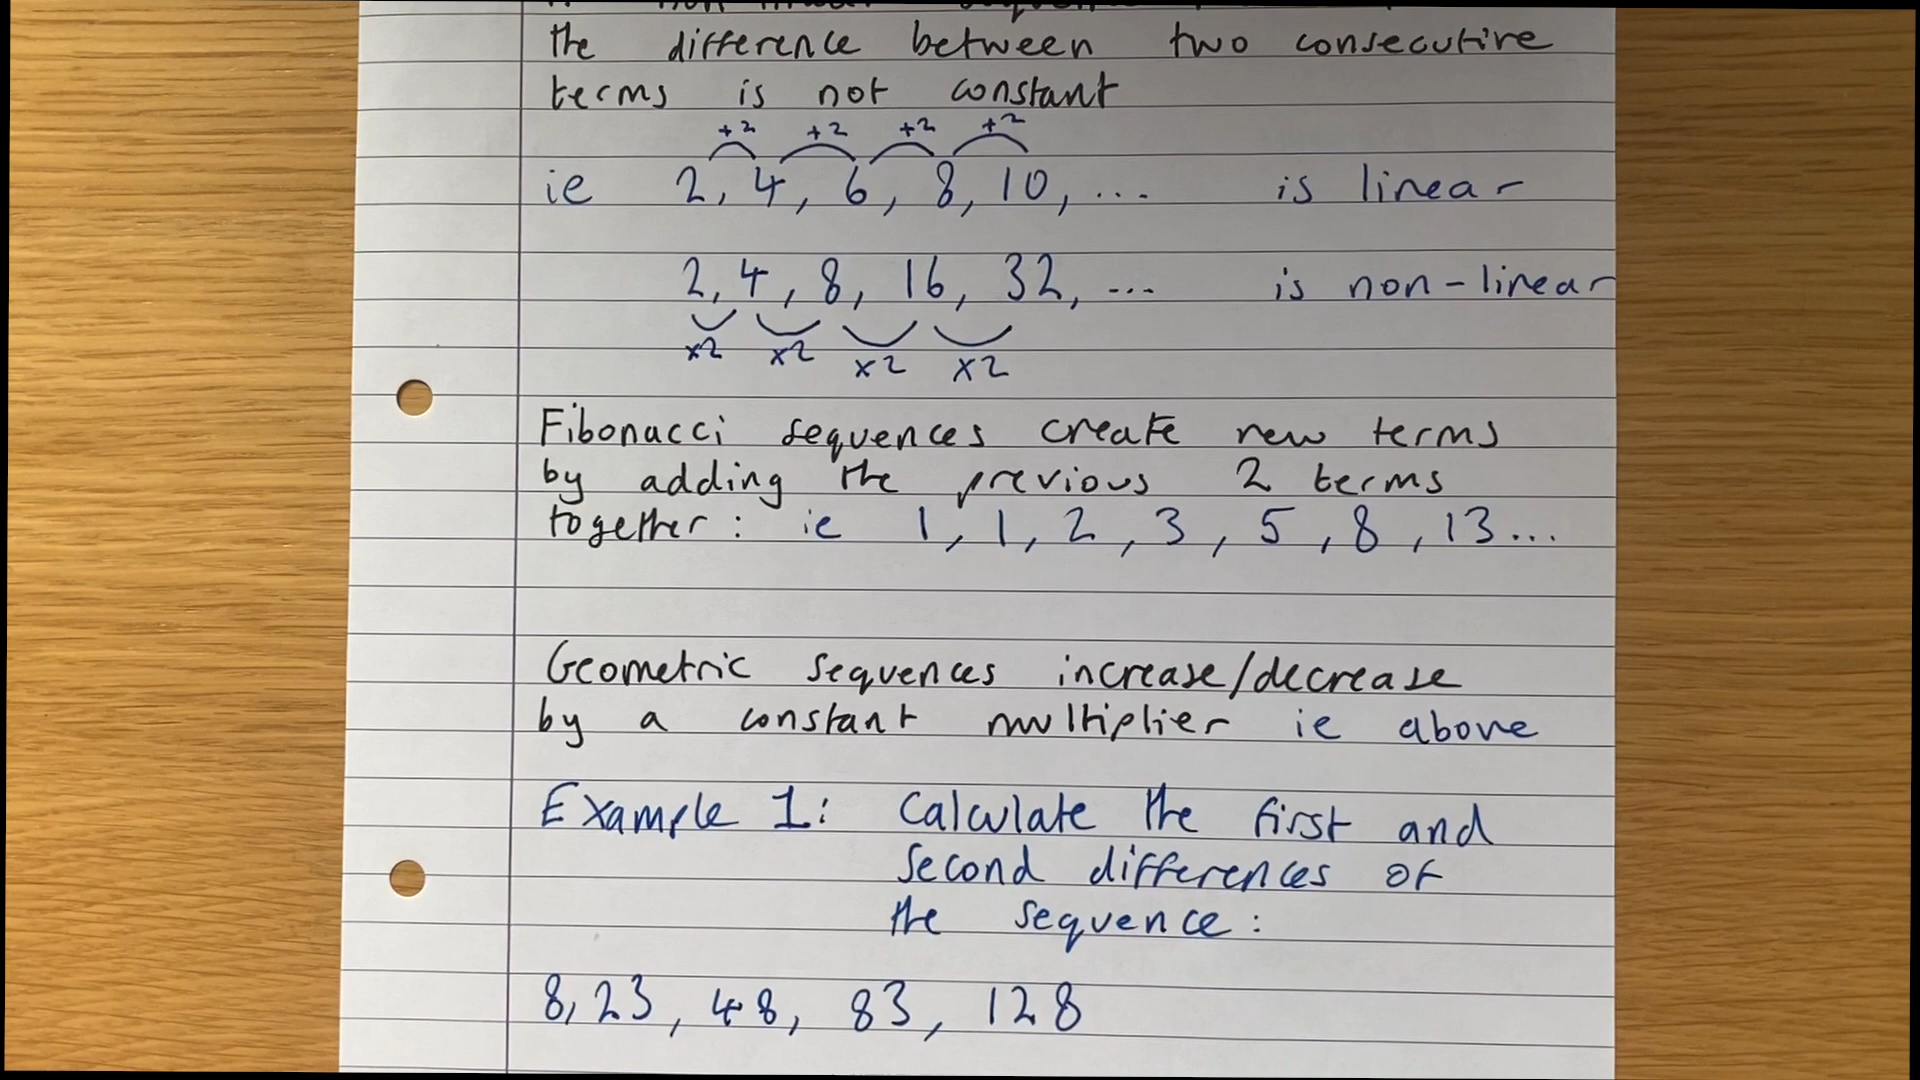 the difference between two consecutive
terms is not constant
+2 +2 +2 +2
ie 2, 4, 6, 8, 10, ... is linear
2, 4, 8, 16, 32, ... is non-linear
x2 x2 x2 x2
Fibonacci sequences create new terms
by adding the previous 2 terms
together: ie 1, 1, 2, 3, 5, 8, 13...
Geometric sequences increase/decrease
by a constant multiplier ie above
Example 1: Calculate the first and
second differences of
the sequence:
8, 23, 48, 83, 128